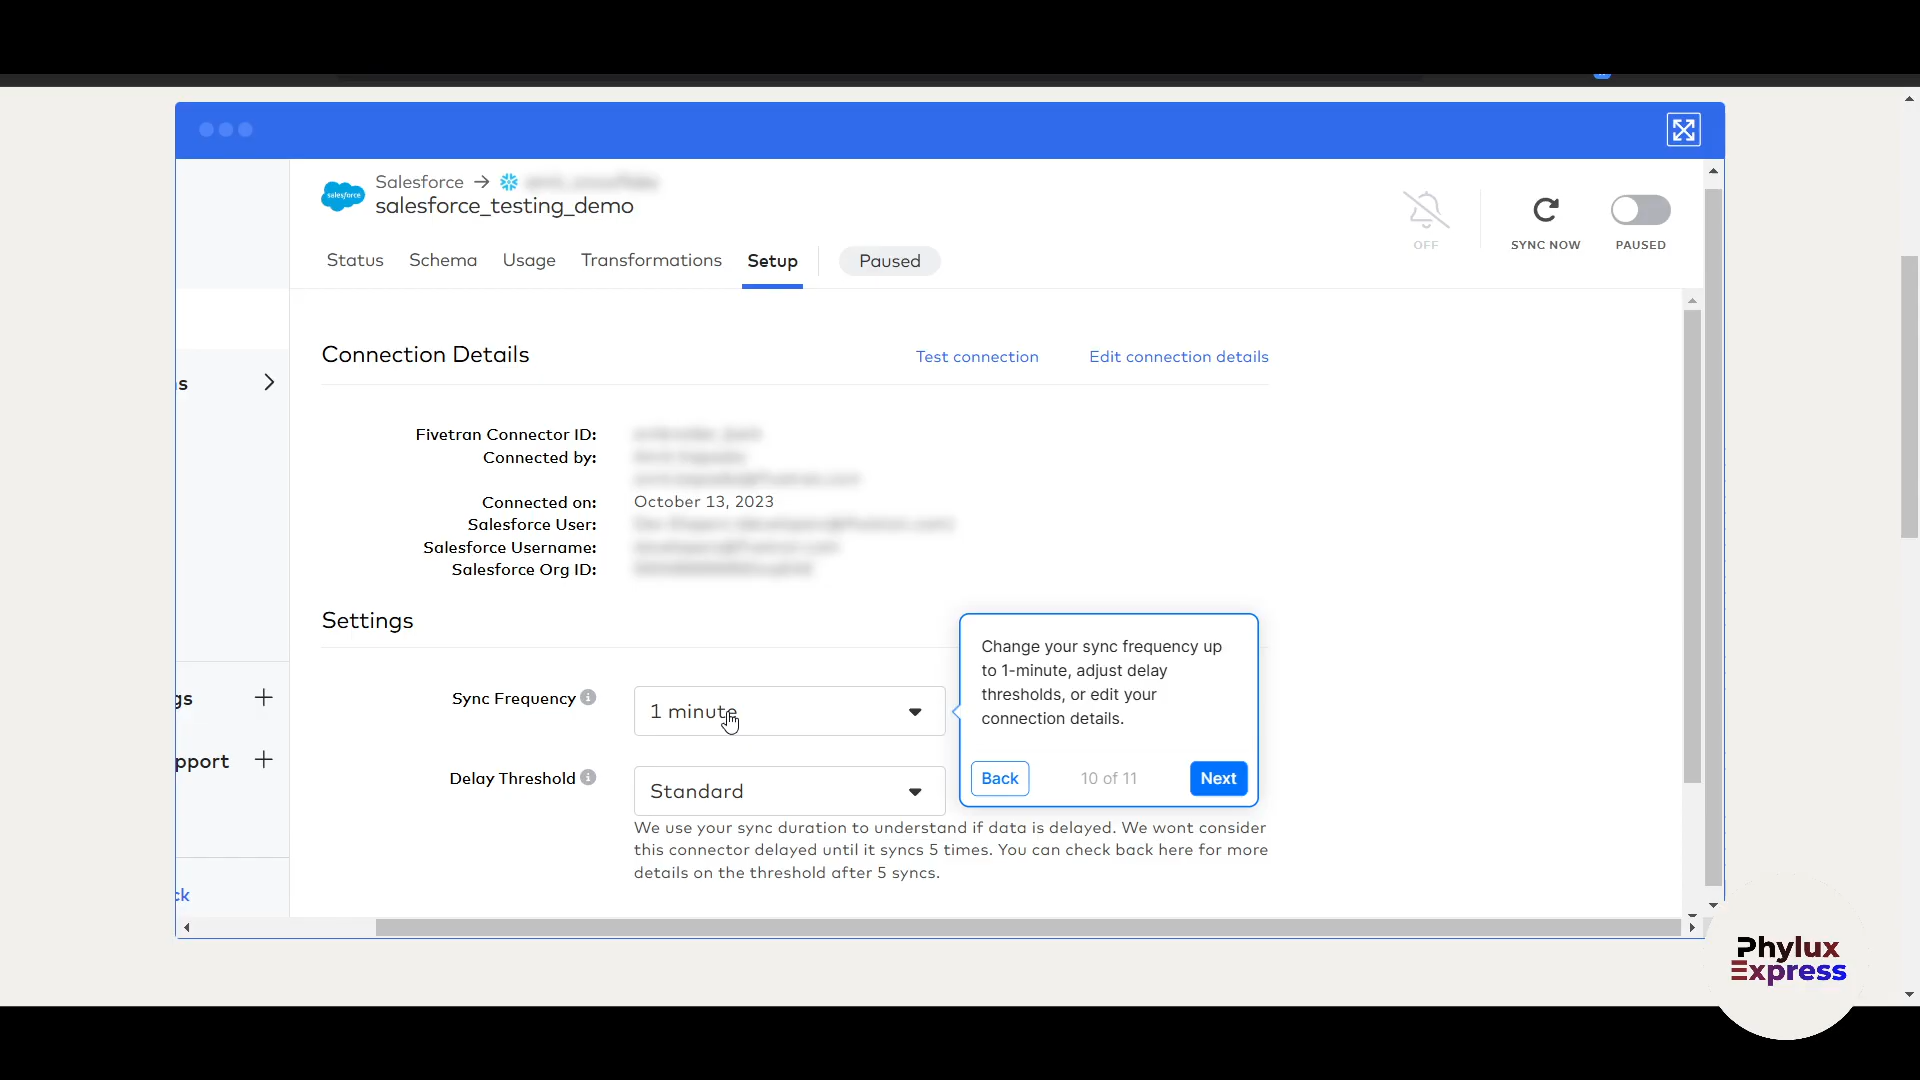 Salesforce
salesforce
salesforce_testing_demo
OFF
SYNC NOW
PAUSED
Status
Schema
Usage
Transformations
Setup
Paused
Connection Details
Test connection
Edit connection details
s
Fivetran Connector ID:
Connected by:
Connected on: October 13, 2023
Salesforce User:
Salesforce Username:
Salesforce Org ID:
Settings
Change your sync frequency up
to 1-minute, adjust delay
thresholds, or edit your
connection details.
Back
10 of 11
Next
gs
Sync Frequency
1 minute
pport
Delay Threshold
Standard
We use your sync duration to understand if data is delayed. We wont consider
this connector delayed until it syncs 5 times. You can check back here for more
details on the threshold after 5 syncs.
ck
Phylux
Express